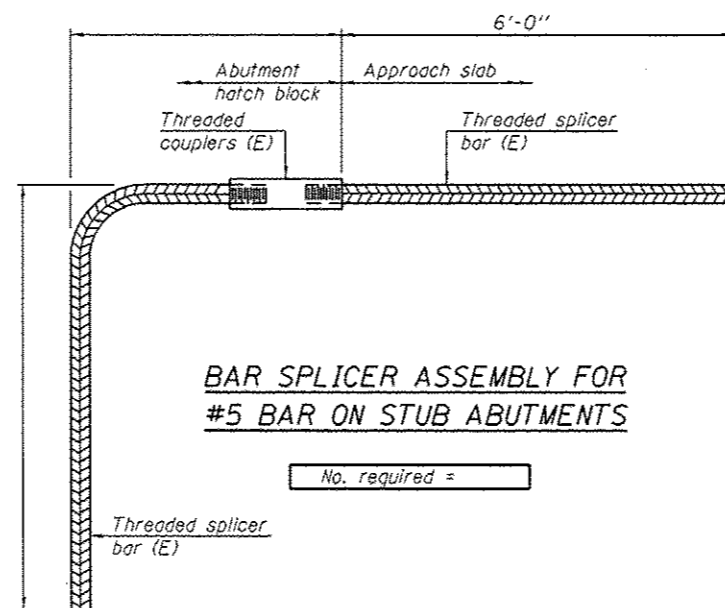 6'-0"
Abutment
hatch block
Approach slab
Threaded
couplers (E)
Threaded splicer
bar (E)
BAR SPLICER ASSEMBLY FOR
#5 BAR ON STUB ABUTMENTS
No. required =
Threaded splicer
bar (E)